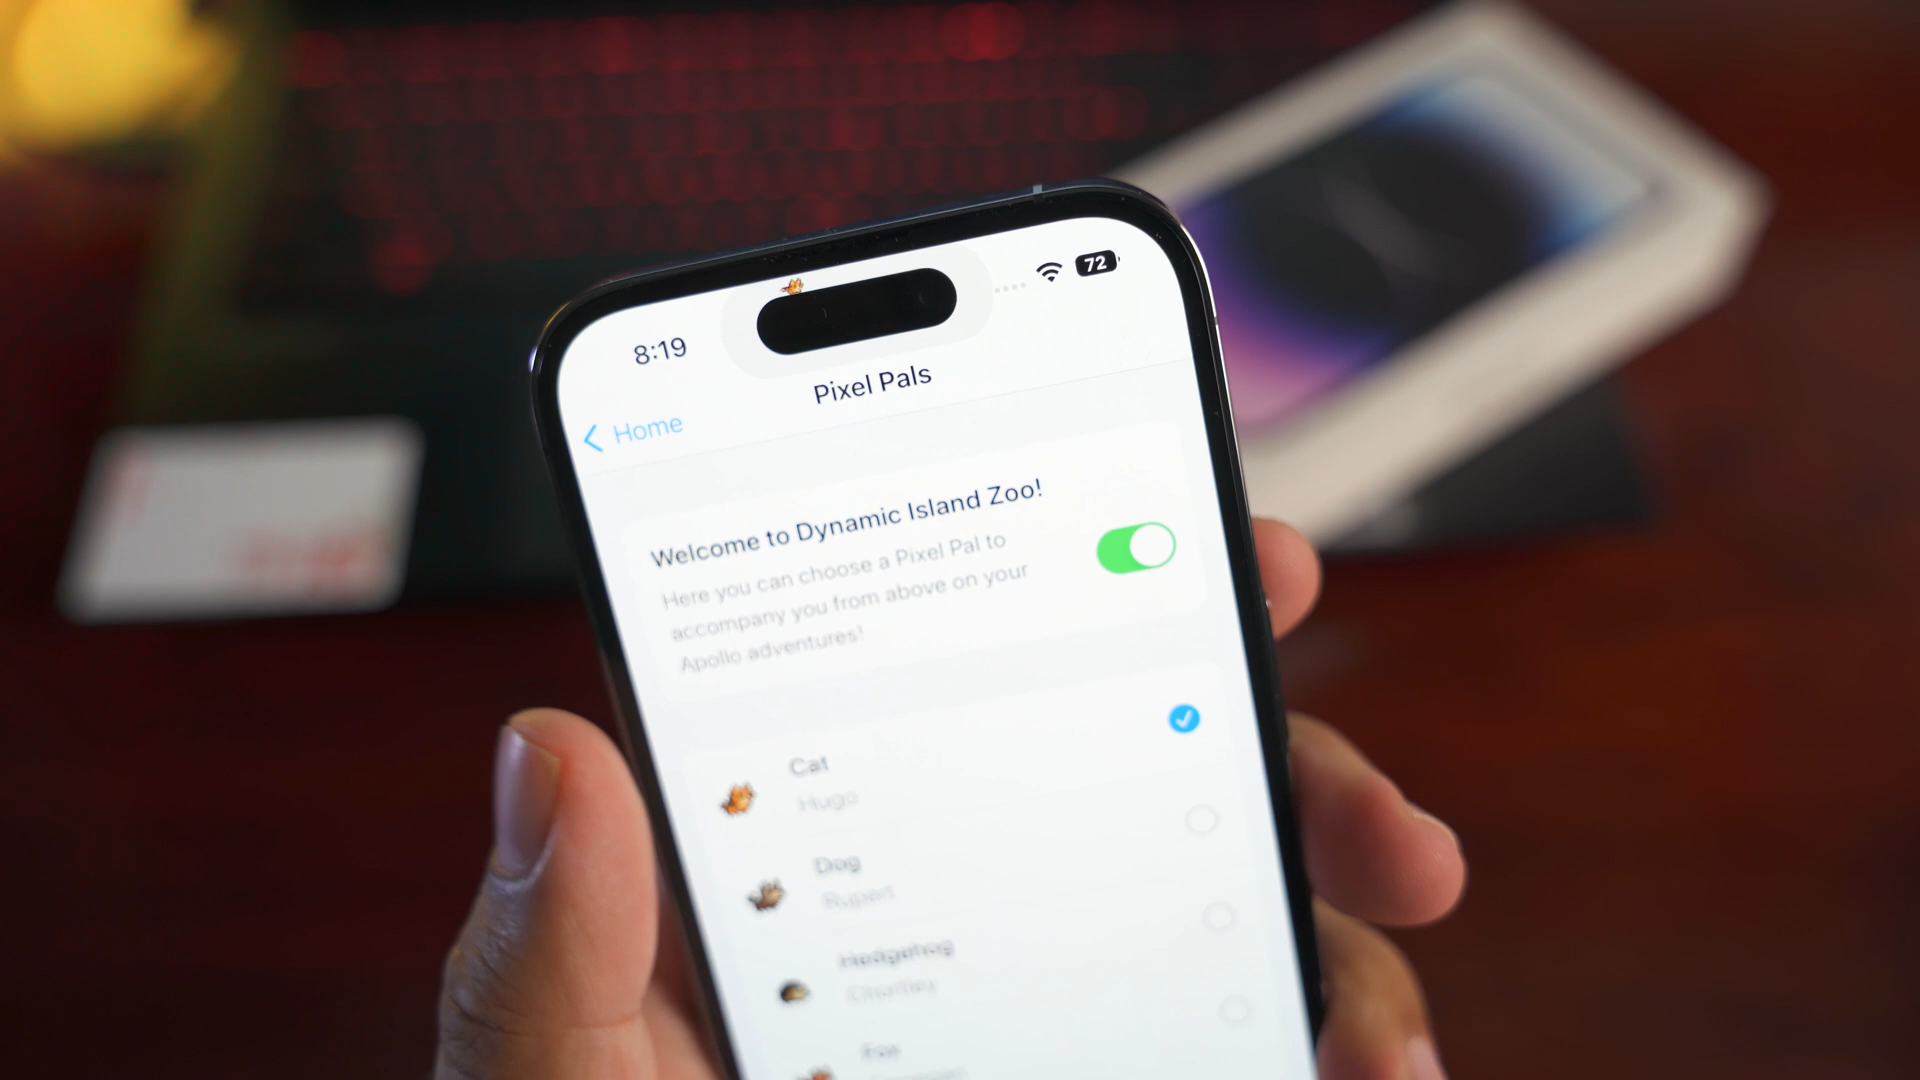 8:19
72
Pixel Pals
Home
Welcome to Dynamic Island Zoo!
Here you can choose a Pixel Pal to
accompany you from above on your
Apollo adventures!
Cat
Hugo
Dog
Rupert
Hedgehog
Chortley
Fox